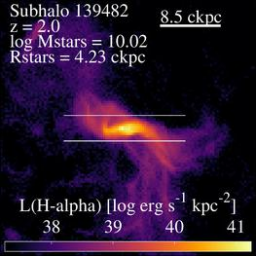 Subhalo 139482
z = 2.0
8.5 ckpc
log Mstars = 10.02
Rstars = 4.23 ckpc
L(H-alpha) [log erg s⁻¹ kpc⁻²]
38 39 40 41